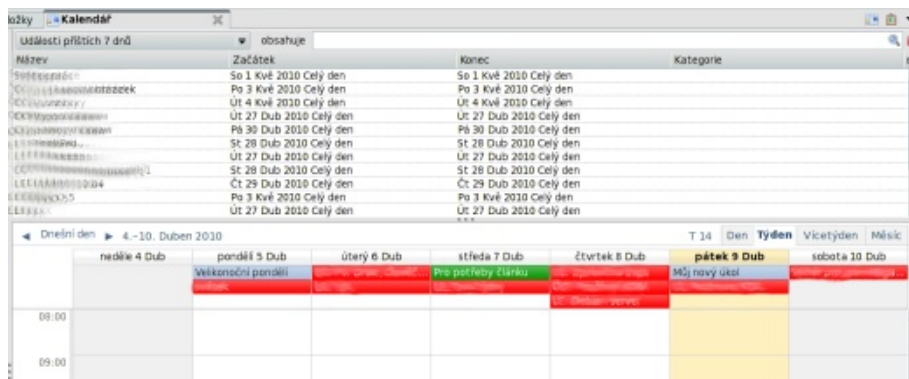 ložky Kalendář
Události příštích 7 dnů obsahuje
Název Začátek Konec Kategorie
So 1 Kvě 2010 Celý den So 1 Kvě 2010 Celý den
Po 3 Kvě 2010 Celý den Po 3 Kvě 2010 Celý den
Út 4 Kvě 2010 Celý den Út 4 Kvě 2010 Celý den
Út 27 Dub 2010 Celý den Út 27 Dub 2010 Celý den
Pá 30 Dub 2010 Celý den Pá 30 Dub 2010 Celý den
St 28 Dub 2010 Celý den St 28 Dub 2010 Celý den
Út 27 Dub 2010 Celý den Út 27 Dub 2010 Celý den
St 28 Dub 2010 Celý den St 28 Dub 2010 Celý den
Čt 29 Dub 2010 Celý den Čt 29 Dub 2010 Celý den
Po 3 Kvě 2010 Celý den Po 3 Kvě 2010 Celý den
Út 27 Dub 2010 Celý den Út 27 Dub 2010 Celý den
Dnešní den 4.–10. Duben 2010 T 14 Den Týden Vícetýden Měsíc
neděle 4 Dub pondělí 5 Dub úterý 6 Dub středa 7 Dub čtvrtek 8 Dub pátek 9 Dub sobota 10 Dub
Velikonoční pondělí Pro potřeby článku Můj nový úkol
08:00
09:00